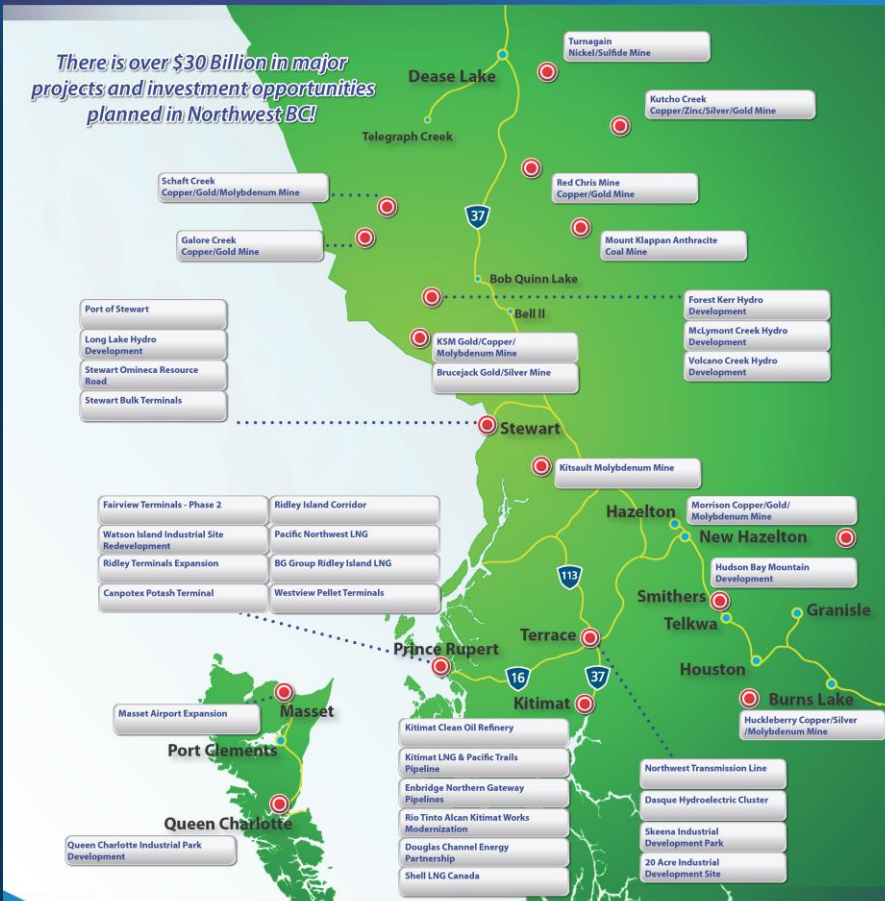 There is over $30 Billion in major
projects and investment opportunities
planned in Northwest BC!
Turnagain
Nickel/Sulfide Mine
Dease Lake
Kutcho Creek
Copper/Zinc/Silver/Gold Mine
Telegraph Creek
Schaft Creek
Copper/Gold/Molybdenum Mine
Red Chris Mine
Copper/Gold Mine
37
Galore Creek
Copper/Gold Mine
Mount Klappan Anthracite
Coal Mine
Bob Quinn Lake
Bell II
Forest Kerr Hydro
Development
McLymont Creek Hydro
Development
Volcano Creek Hydro
Development
Port of Stewart
Long Lake Hydro
Development
Stewart Omineca Resource
Road
Stewart Bulk Terminals
KSM Gold/Copper/
Molybdenum Mine
Brucejack Gold/Silver Mine
Stewart
Kitsault Molybdenum Mine
Fairview Terminals - Phase 2
Watson Island Industrial Site
Redevelopment
Ridley Terminals Expansion
Canpotex Potash Terminal
Ridley Island Corridor
Pacific Northwest LNG
BG Group Ridley Island LNG
Westview Pellet Terminals
Hazelton
Morrison Copper/Gold/
Molybdenum Mine
New Hazelton
Hudson Bay Mountain
Development
113
Smithers
Telkwa
Granisle
Terrace
Prince Rupert
16
37
Houston
Kitimat
Burns Lake
Huckleberry Copper/Silver
/Molybdenum Mine
Masset Airport Expansion
Masset
Port Clements
Queen Charlotte
Queen Charlotte Industrial Park
Development
Kitimat Clean Oil Refinery
Kitimat LNG & Pacific Trails
Pipeline
Enbridge Northern Gateway
Pipelines
Rio Tinto Alcan Kitimat Works
Modernization
Douglas Channel Energy
Partnership
Shell LNG Canada
Northwest Transmission Line
Dasque Hydroelectric Cluster
Skeena Industrial
Development Park
20 Acre Industrial
Development Site